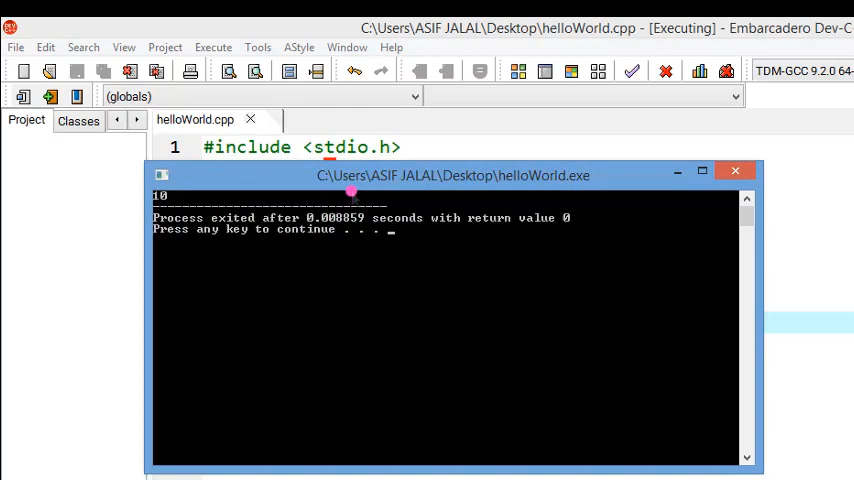 C:\Users\ASIF JALAL\Desktop\helloWorld.cpp - [Executing] - Embarcadero Dev-C
File Edit Search View Project Execute Tools AStyle Window Help
TDM-GCC 9.2.0 64-
(globals)
Project Classes helloWorld.cpp
1 #include <stdio.h>
C:\Users\ASIF JALAL\Desktop\helloWorld.exe
10
--------------------------------
Process exited after 0.008859 seconds with return value 0
Press any key to continue . . . _